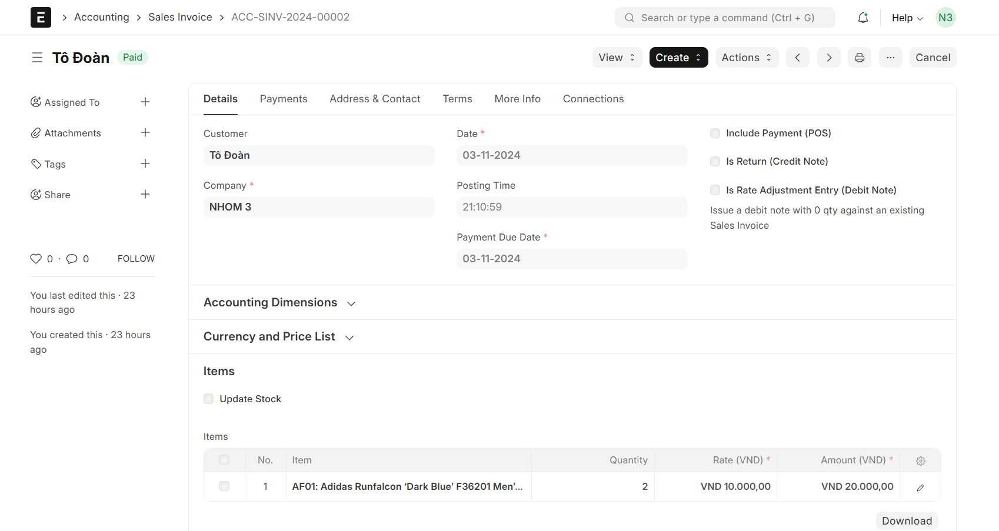 E
Accounting
Sales Invoice
ACC-SINV-2024-00002
Search or type a command (Ctrl + G)
Help
N3
Tô Đoàn
Paid
View
Create
Actions
···
Cancel
Assigned To
Attachments
Tags
Share
0 · 0
FOLLOW
You last edited this · 23
hours ago
You created this · 23 hours
ago
Details
Payments
Address & Contact
Terms
More Info
Connections
Customer
Tô Đoàn
Company *
NHOM 3
Date *
03-11-2024
Posting Time
21:10:59
Payment Due Date *
03-11-2024
Include Payment (POS)
Is Return (Credit Note)
Is Rate Adjustment Entry (Debit Note)
Issue a debit note with 0 qty against an existing
Sales Invoice
Accounting Dimensions
Currency and Price List
Items
Update Stock
Items
No. Item Quantity Rate (VND) * Amount (VND) *
1 AF01: Adidas Runfalcon ‘Dark Blue’ F36201 Men’... 2 VND 10.000,00 VND 20.000,00
Download